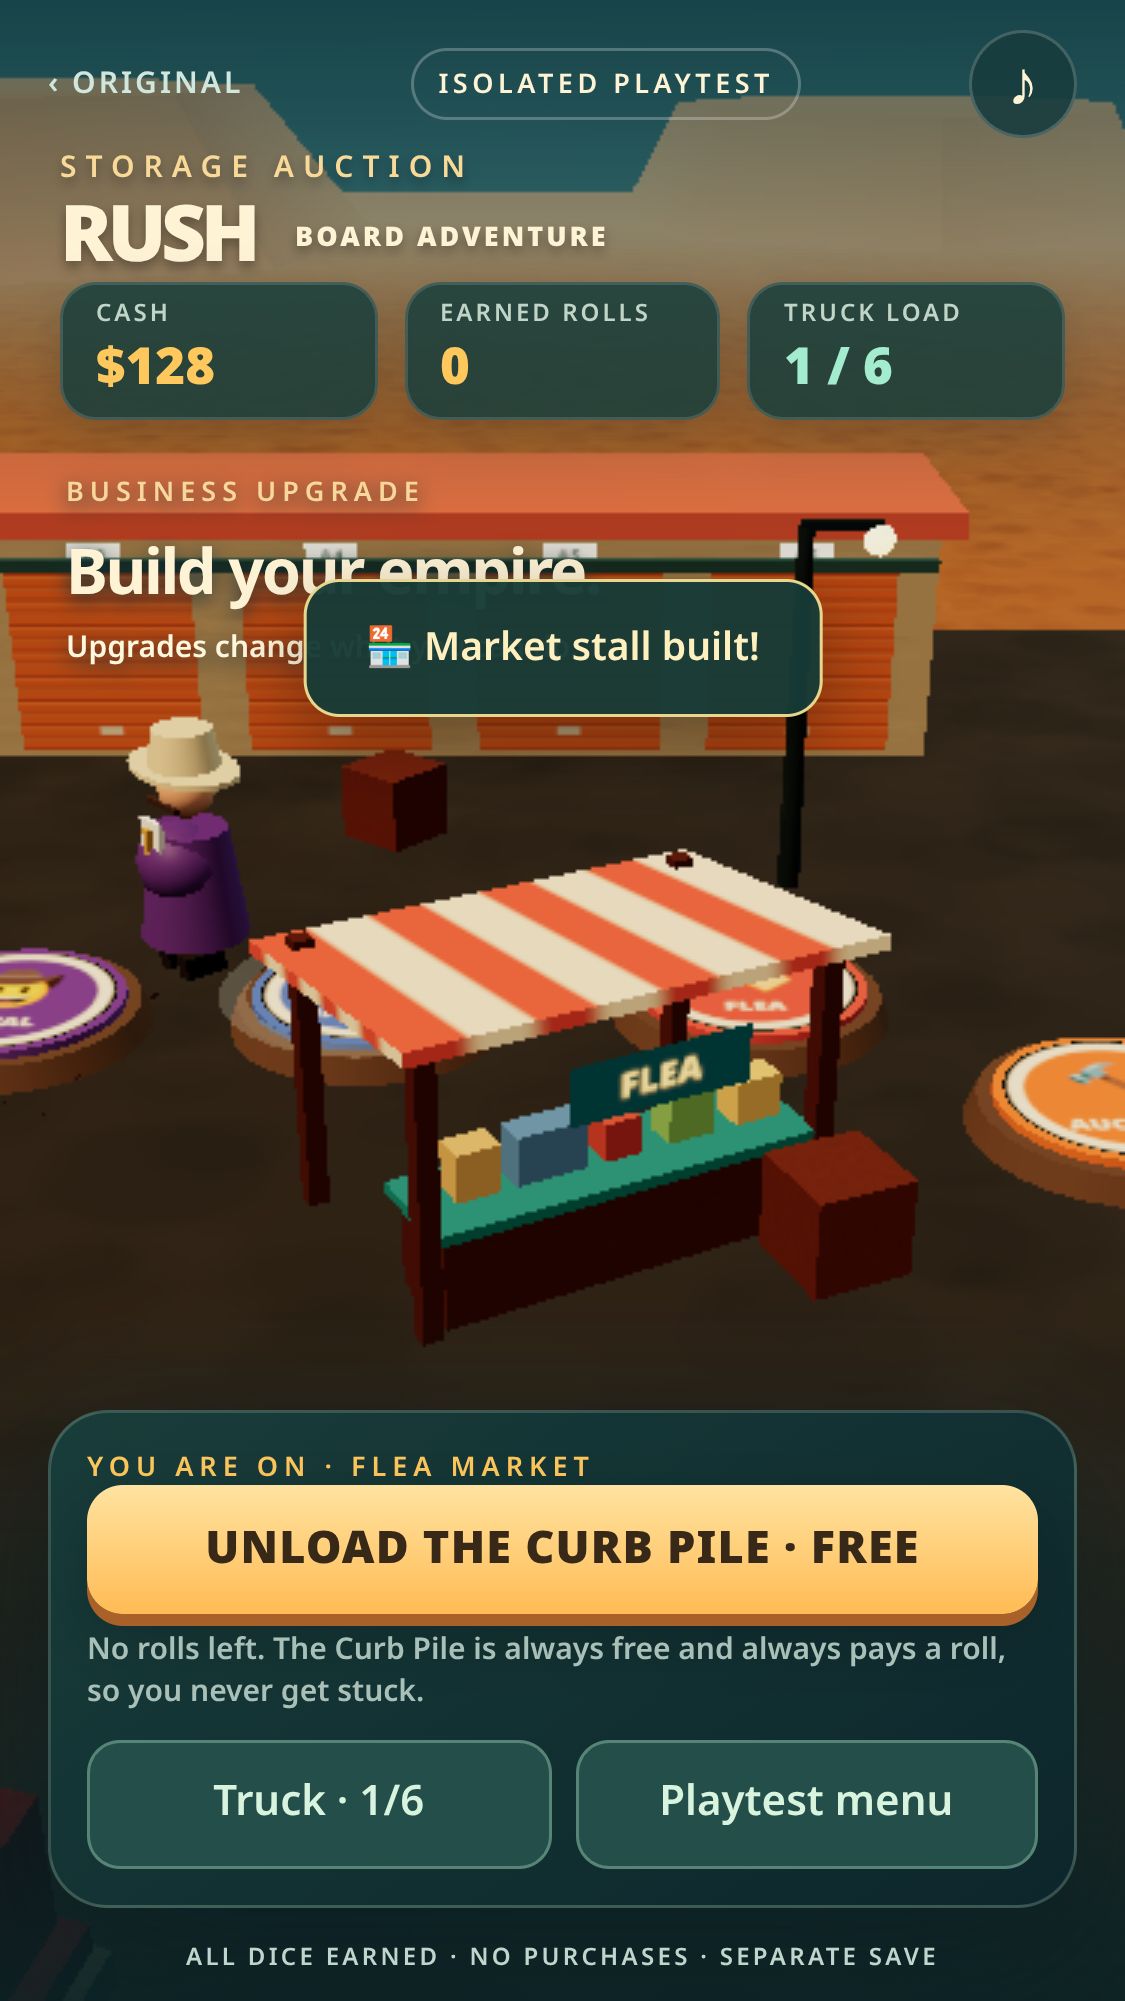 ‹ ORIGINAL
ISOLATED PLAYTEST
STORAGE AUCTION
RUSH BOARD ADVENTURE
CASH
$128
EARNED ROLLS
0
TRUCK LOAD
1 / 6
BUSINESS UPGRADE
Build your empire.
Upgrades change
24
Market stall built!
FLEA
FLEA
YOU ARE ON · FLEA MARKET
UNLOAD THE CURB PILE · FREE
No rolls left. The Curb Pile is always free and always pays a roll,
so you never get stuck.
Truck · 1/6
Playtest menu
ALL DICE EARNED · NO PURCHASES · SEPARATE SAVE